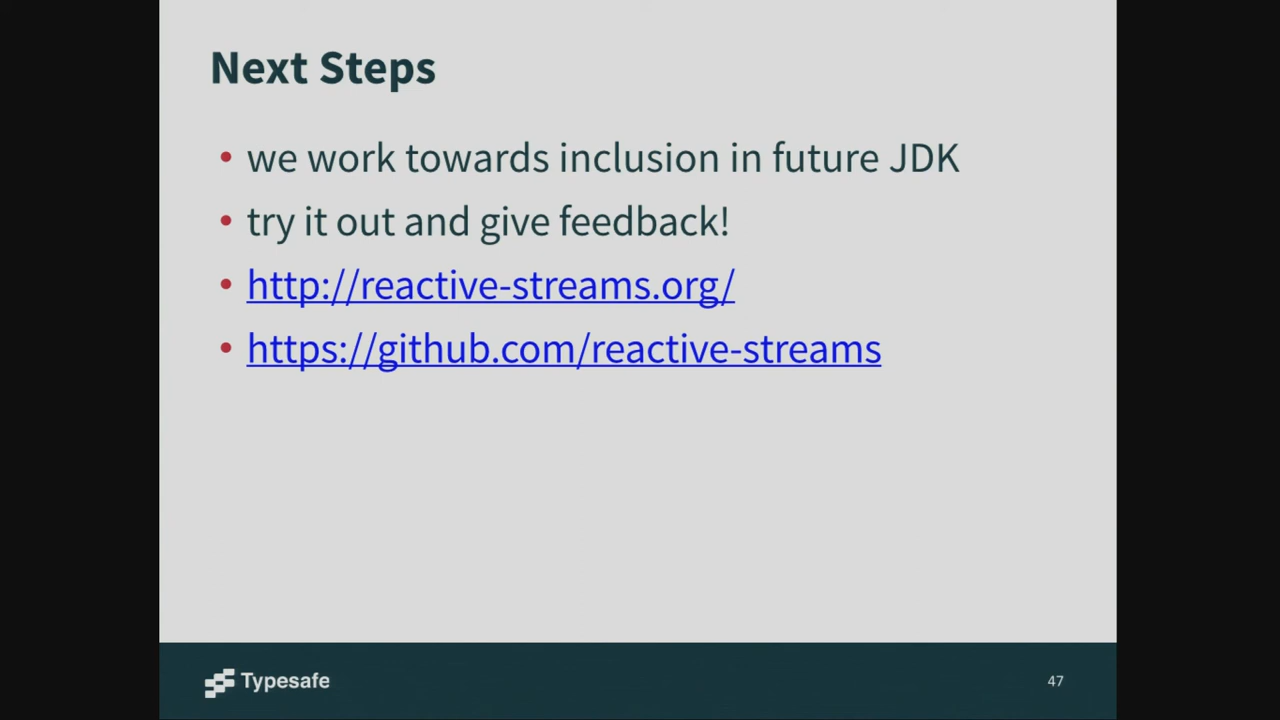 Next Steps
• we work towards inclusion in future JDK
• try it out and give feedback!
• http://reactive-streams.org/
• https://github.com/reactive-streams
Typesafe
47